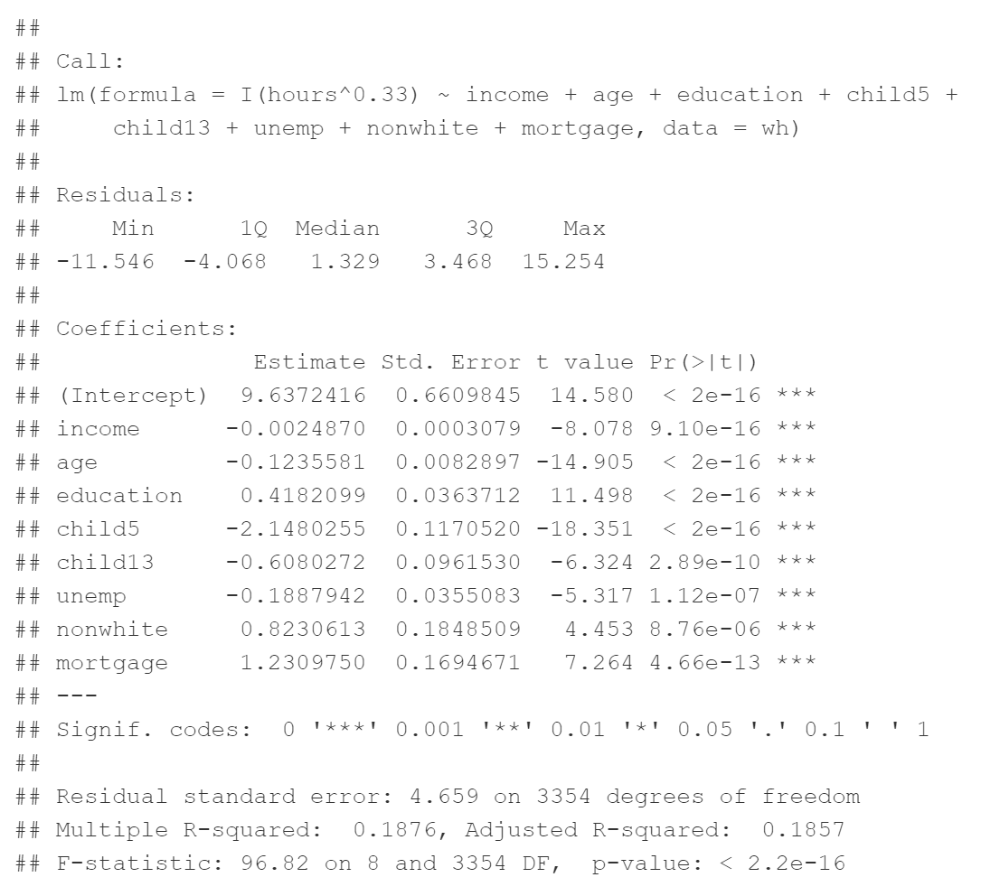 ##
## Call:
## lm(formula = I(hours^0.33) ~ income + age + education + child5 +
##     child13 + unemp + nonwhite + mortgage, data = wh)
##
## Residuals:
##     Min      1Q  Median      3Q     Max
## -11.546  -4.068   1.329   3.468  15.254
##
## Coefficients:
##               Estimate Std. Error t value Pr(>|t|)
## (Intercept)  9.6372416  0.6609845  14.580  < 2e-16 ***
## income      -0.0024870  0.0003079  -8.078 9.10e-16 ***
## age         -0.1235581  0.0082897 -14.905  < 2e-16 ***
## education    0.4182099  0.0363712  11.498  < 2e-16 ***
## child5      -2.1480255  0.1170520 -18.351  < 2e-16 ***
## child13     -0.6080272  0.0961530  -6.324 2.89e-10 ***
## unemp       -0.1887942  0.0355083  -5.317 1.12e-07 ***
## nonwhite     0.8230613  0.1848509   4.453 8.76e-06 ***
## mortgage     1.2309750  0.1694671   7.264 4.66e-13 ***
## ---
## Signif. codes:  0 '***' 0.001 '**' 0.01 '*' 0.05 '.' 0.1 ' ' 1
##
## Residual standard error: 4.659 on 3354 degrees of freedom
## Multiple R-squared:  0.1876, Adjusted R-squared:  0.1857
## F-statistic: 96.82 on 8 and 3354 DF,  p-value: < 2.2e-16